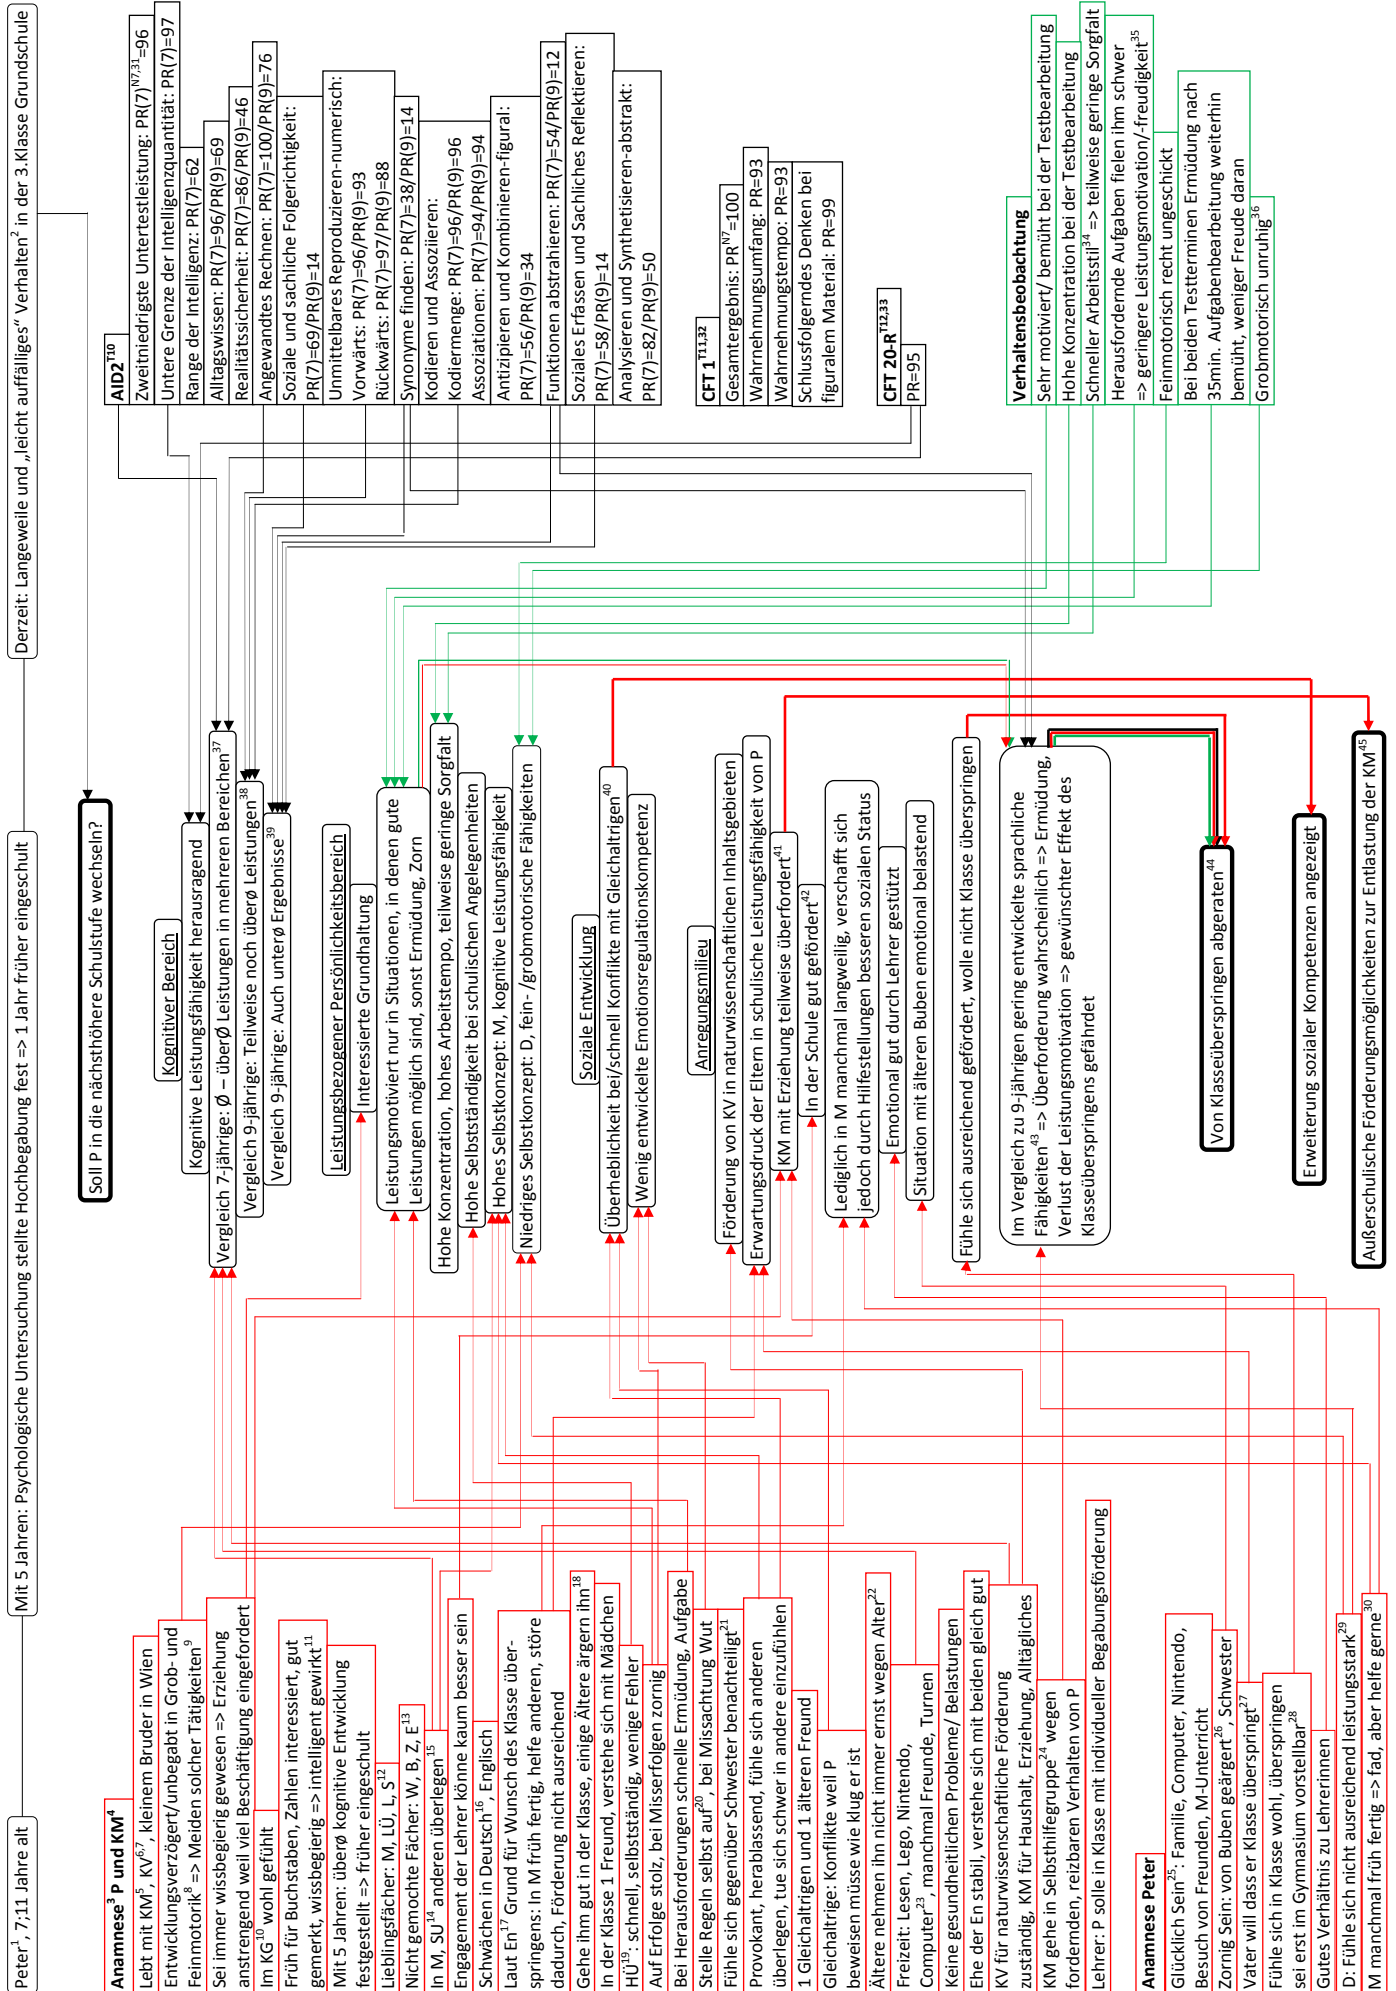 Peter1, 7;11 Jahre alt
Mit 5 Jahren: Psychologische Untersuchung stellte Hochbegabung fest => 1 Jahr früher eingeschult
Derzeit: Langeweile und „leicht auffällige“ Verhalten2 in der 3.Klasse Grundschule
Anamnese3 P und KM4
Lebt mit KM5, KV6,7, kleinem Bruder in Wien
Entwicklungsverzögert/unbegabt in Grob- und
Feinmotorik8 => Meiden solcher Tätigkeiten9
Sei immer wissbegierig gewesen => Erziehung
anstrengend weil viel Beschäftigung eingefordert
Im KG10 wohl gefühlt
Früh für Buchstaben, Zahlen interessiert, gut
gemerkt, wissbegierig => intelligent gewirkt11
Mit 5 Jahren: überø kognitive Entwicklung
festgestellt => früher eingeschult
Lieblingsfächer: M, LÜ, L, S12
Nicht gemochte Fächer: W, B, Z, E13
In M, SU14 anderen überlegen15
Engagement der Lehrer könne kaum besser sein
Schwächen in Deutsch16, Englisch
Laut En17 Grund für Wunsch des Klasse über-
springens: In M früh fertig, helfe anderen, störe
dadurch, Förderung nicht ausreichend
Gehe ihm gut in der Klasse, einige Ältere ärgern ihn18
In der Klasse 1 Freund, verstehe sich mit Mädchen
HÜ19: schnell, selbstständig, wenige Fehler
Auf Erfolge stolz, bei Misserfolgen zornig
Bei Herausforderungen schnelle Ermüdung, Aufgabe
Stelle Regeln selbst auf20, bei Missachtung Wut
Fühle sich gegenüber Schwester benachteiligt21
Provokant, herablassend, fühle sich anderen
überlegen, tue sich schwer in andere einzufühlen
1 Gleichaltrigen und 1 älteren Freund
Gleichaltrige: Konflikte weil P
beweisen müsse wie klug er ist
Ältere nehmen ihn nicht immer ernst wegen Alter22
Freizeit: Lesen, Lego, Nintendo,
Computer23, manchmal Freunde, Turnen
Keine gesundheitlichen Probleme/ Belastungen
Ehe der En stabil, verstehe sich mit beiden gleich gut
KV für naturwissenschaftliche Förderung
zuständig, KM für Haushalt, Erziehung, Alltägliches
KM gehe in Selbsthilfegruppe24 wegen
fordernden, reizbaren Verhalten von P
Lehrer: P solle in Klasse mit individueller Begabungsförderung
Anamnese Peter
Glücklich Sein25: Familie, Computer, Nintendo,
Besuch von Freunden, M-Unterricht
Zornig Sein: von Buben geärgert26, Schwester
Vater will dass er Klasse überspringt27
Fühle sich in Klasse wohl, überspringen
sei erst im Gymnasium vorstellbar28
Gutes Verhältnis zu Lehrerinnen
D: Fühle sich nicht ausreichend leistungsstark29
M manchmal früh fertig => fad, aber helfe gerne30
Soll P in die nächsthöhere Schulstufe wechseln?
Kognitiver Bereich
Kognitive Leistungsfähigkeit herausragend
Vergleich 7-jährige: Ø – überØ Leistungen in mehreren Bereichen37
Vergleich 9-jährige: Teilweise noch überø Leistungen38
Vergleich 9-jährige: Auch unterø Ergebnisse39
Leistungsbezogener Persönlichkeitsbereich
Interessierte Grundhaltung
Leistungsmotiviert nur in Situationen, in denen gute
Leistungen möglich sind, sonst Ermüdung, Zorn
Hohe Konzentration, hohes Arbeitstempo, teilweise geringe Sorgfalt
Hohe Selbstständigkeit bei schulischen Angelegenheiten
Hohes Selbstkonzept: M, kognitive Leistungsfähigkeit
Niedriges Selbstkonzept: D, fein- /grobmotorische Fähigkeiten
Soziale Entwicklung
Überheblichkeit bei/schnell Konflikte mit Gleichaltrigen40
Wenig entwickelte Emotionsregulationskompetenz
Anregungsmilieu
Förderung von KV in naturwissenschaftlichen Inhaltsgebieten
Erwartungsdruck der Eltern in schulische Leistungsfähigkeit von P
KM mit Erziehung teilweise überfordert41
In der Schule gut gefördert42
Lediglich in M manchmal langweilig, verschafft sich
jedoch durch Hilfestellungen besseren sozialen Status
Emotional gut durch Lehrer gestützt
Situation mit älteren Buben emotional belastend
Fühle sich ausreichend gefördert, wolle nicht Klasse überspringen
Im Vergleich zu 9-jährigen gering entwickelte sprachliche
Fähigkeiten43 => Überforderung wahrscheinlich => Ermüdung,
Verlust der Leistungsmotivation => gewünschter Effekt des
Klasseüberspringens gefährdet
Von Klasseüberspringen abgeraten44
Erweiterung sozialer Kompetenzen angezeigt
Außerschulische Förderungsmöglichkeiten zur Entlastung der KM45
AID2T10
Zweitniedrigste Untertestleistung: PR(7)N7,31=96
Untere Grenze der Intelligenzquantität: PR(7)=97
Range der Intelligenz: PR(7)=62
Alltagswissen: PR(7)=96/PR(9)=69
Realitätssicherheit: PR(7)=86/PR(9)=46
Angewandtes Rechnen: PR(7)=100/PR(9)=76
Soziale und sachliche Folgerichtigkeit:
PR(7)=69/PR(9)=14
Unmittelbares Reproduzieren-numerisch:
Vorwärts: PR(7)=96/PR(9)=93
Rückwärts: PR(7)=97/PR(9)=88
Synonyme finden: PR(7)=38/PR(9)=14
Kodieren und Assoziieren:
Kodiermenge: PR(7)=96/PR(9)=96
Assoziationen: PR(7)=94/PR(9)=94
Antizipieren und Kombinieren-figural:
PR(7)=56/PR(9)=34
Funktionen abstrahieren: PR(7)=54/PR(9)=12
Soziales Erfassen und Sachliches Reflektieren:
PR(7)=58/PR(9)=14
Analysieren und Synthetisieren-abstrakt:
PR(7)=82/PR(9)=50
CFT 1T11,32
Gesamtergebnis: PRN7=100
Wahrnehmungsumfang: PR=93
Wahrnehmungstempo: PR=93
Schlussfolgerndes Denken bei
figuralem Material: PR=99
CFT 20-RT12,33
PR=95
Verhaltensbeobachtung
Sehr motiviert/ bemüht bei der Testbearbeitung
Hohe Konzentration bei der Testbearbeitung
Schneller Arbeitsstil34 => teilweise geringe Sorgfalt
Herausfordernde Aufgaben fielen ihm schwer
=> geringere Leistungsmotivation/-freudigkeit35
Feinmotorisch recht ungeschickt
Bei beiden Testterminen Ermüdung nach
35min. Aufgabenbearbeitung weiterhin
bemüht, weniger Freude daran
Grobmotorisch unruhig36